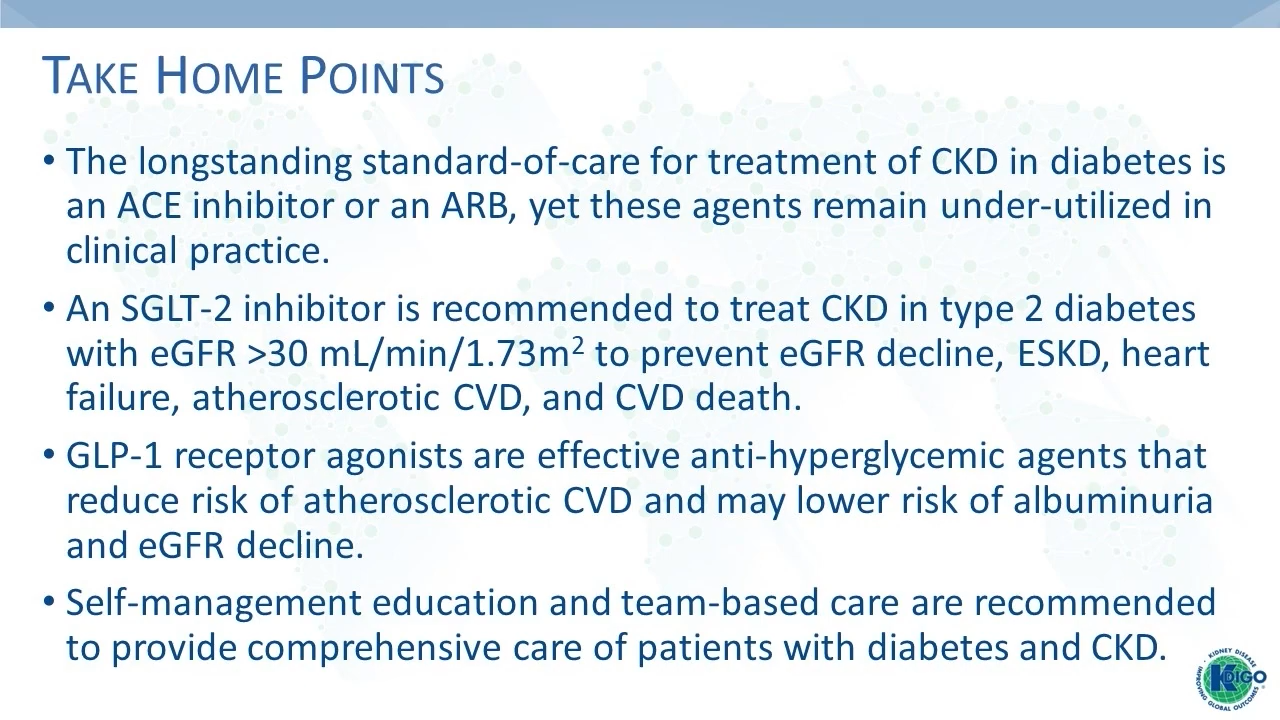 TAKE HOME POINTS
• The longstanding standard-of-care for treatment of CKD in diabetes is
an ACE inhibitor or an ARB, yet these agents remain under-utilized in
clinical practice.
• An SGLT-2 inhibitor is recommended to treat CKD in type 2 diabetes
with eGFR >30 mL/min/1.73m² to prevent eGFR decline, ESKD, heart
failure, atherosclerotic CVD, and CVD death.
• GLP-1 receptor agonists are effective anti-hyperglycemic agents that
reduce risk of atherosclerotic CVD and may lower risk of albuminuria
and eGFR decline.
• Self-management education and team-based care are recommended
to provide comprehensive care of patients with diabetes and CKD.
KIDNEY DISEASE
KDIGO
IMPROVING GLOBAL OUTCOMES
®